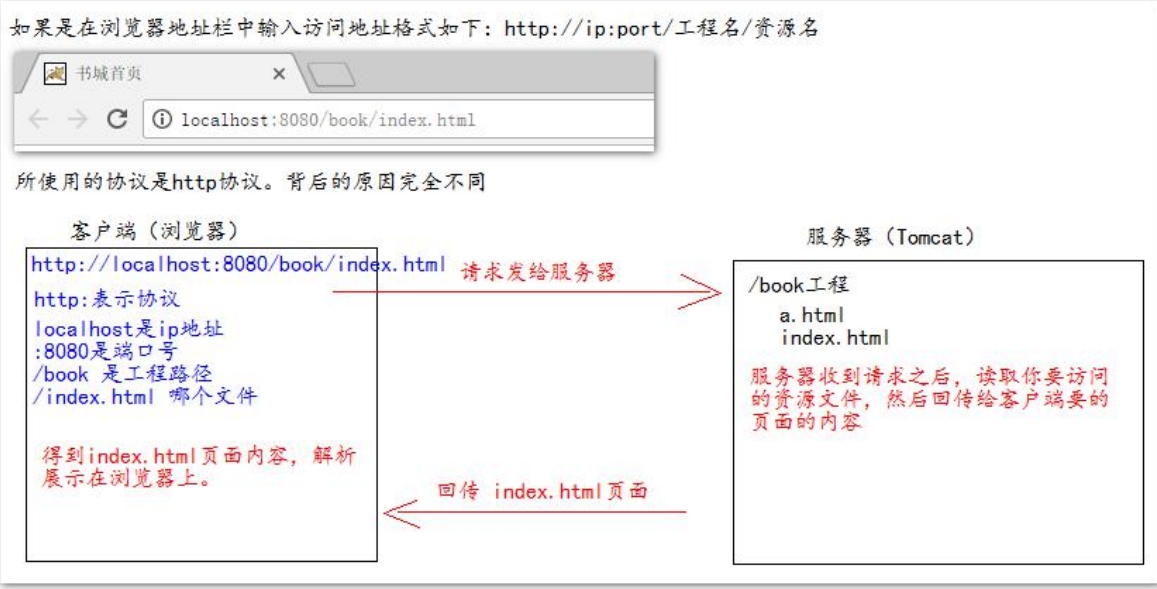 如果是在浏览器地址栏中输入访问地址格式如下：http://ip:port/工程名/资源名
书城首页
localhost:8080/book/index.html
所使用的协议是http协议。背后的原因完全不同
客户端（浏览器）
服务器（Tomcat）
http://localhost:8080/book/index.html
请求发给服务器
http:表示协议
localhost是ip地址
:8080是端口号
/book 是工程路径
/index.html 哪个文件
/book工程
a.html
index.html
服务器收到请求之后，读取你要访问
的资源文件，然后回传给客户端要的
页面的内容
得到index.html页面内容，解析
展示在浏览器上。
回传 index.html页面